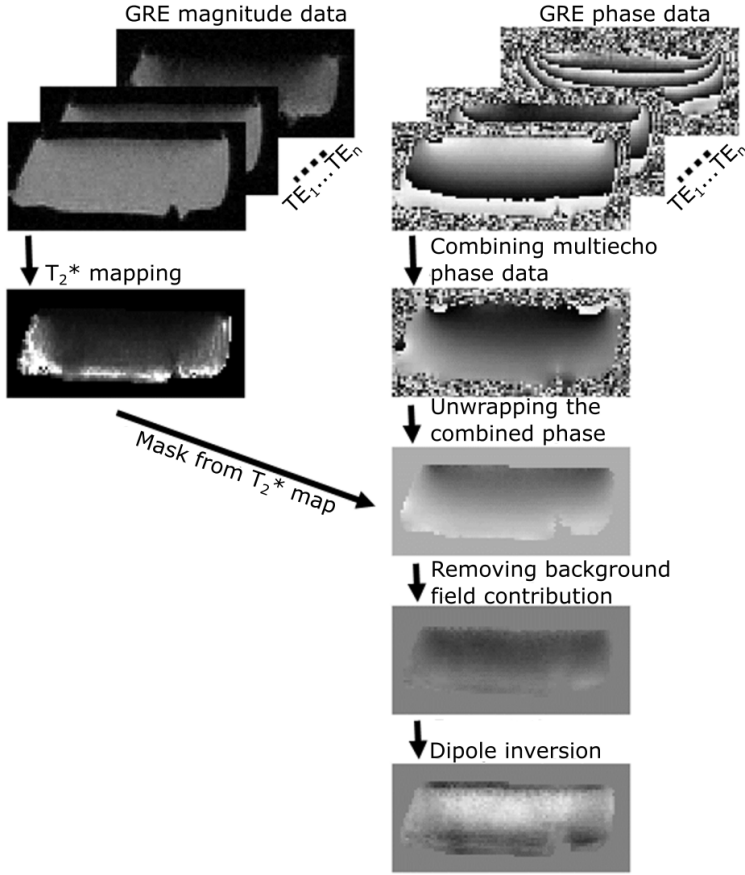 GRE magnitude data
GRE phase data
TE₁...TEₙ
TE₁...TEₙ
T₂* mapping
Combining multiecho
phase data
Mask from T₂* map
Unwrapping the
combined phase
Removing background
field contribution
Dipole inversion